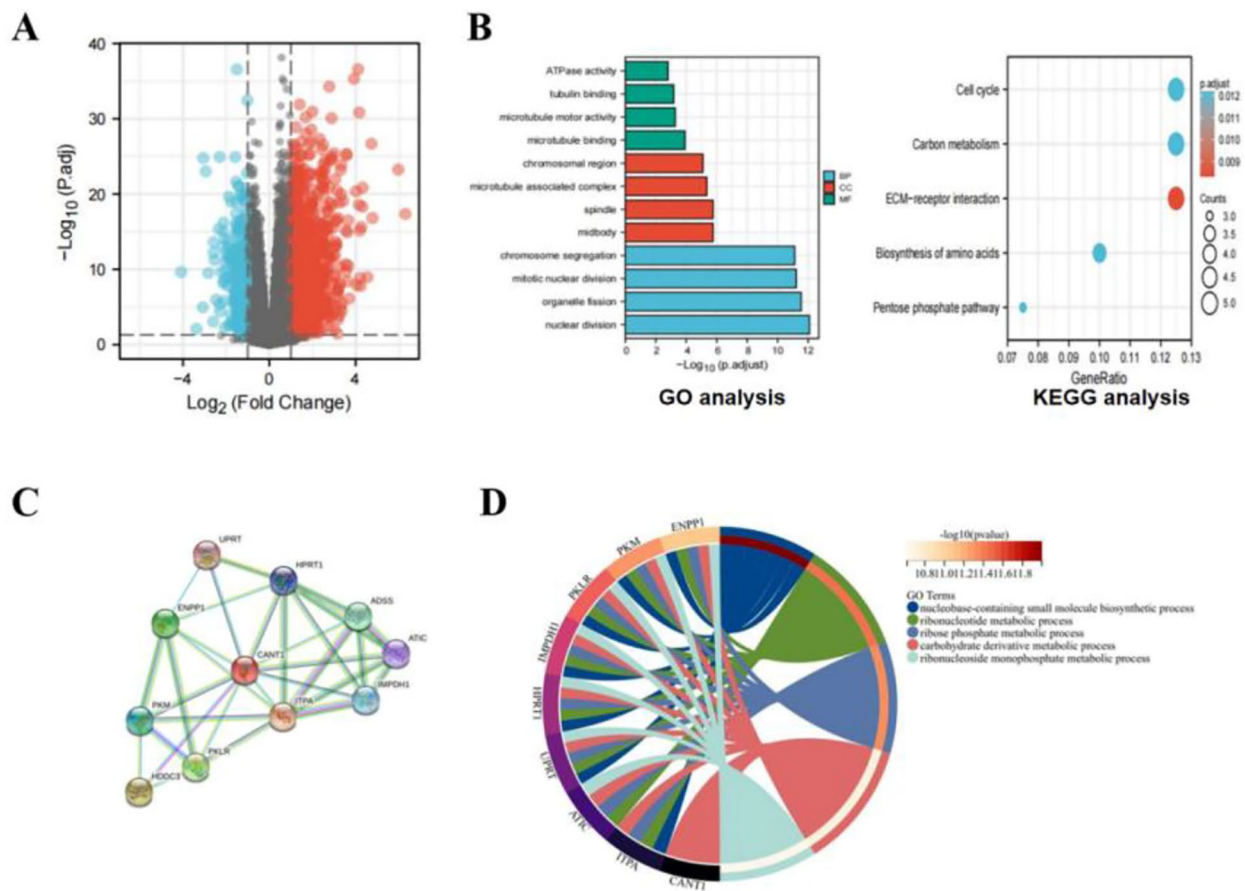 A
40
30
20
10
0
−Log10 (P.adj)
−4
0
4
Log2 (Fold Change)
B
ATPase activity
tubulin binding
microtubule motor activity
microtubule binding
chromosomal region
microtubule associated complex
spindle
midbody
chromosome segregation
mitotic nuclear division
organelle fission
nuclear division
0 2 4 6 8 10 12
−Log10 (p.adjust)
GO analysis
BP
CC
MF
Cell cycle
Carbon metabolism
ECM−receptor interaction
Biosynthesis of amino acids
Pentose phosphate pathway
0.07 0.08 0.09 0.10 0.11 0.12 0.13
GeneRatio
KEGG analysis
p.adjust
0.012
0.011
0.010
0.009
Counts
3.0
3.5
4.0
4.5
5.0
C
UPRT
HPRT1
ENPP1
ADSS
ATIC
CANT1
IMPDH1
ITPA
PKM
PKLR
HDDC3
D
ENPP1
PKM
PKLR
IMPDH1
HPRT1
UPRT
ATIC
ITPA
CANT1
-log10(pvalue)
10.811.011.211.411.611.8
GO Terms
nucleobase-containing small molecule biosynthetic process
ribonucleotide metabolic process
ribose phosphate metabolic process
carbohydrate derivative metabolic process
ribonucleoside monophosphate metabolic process